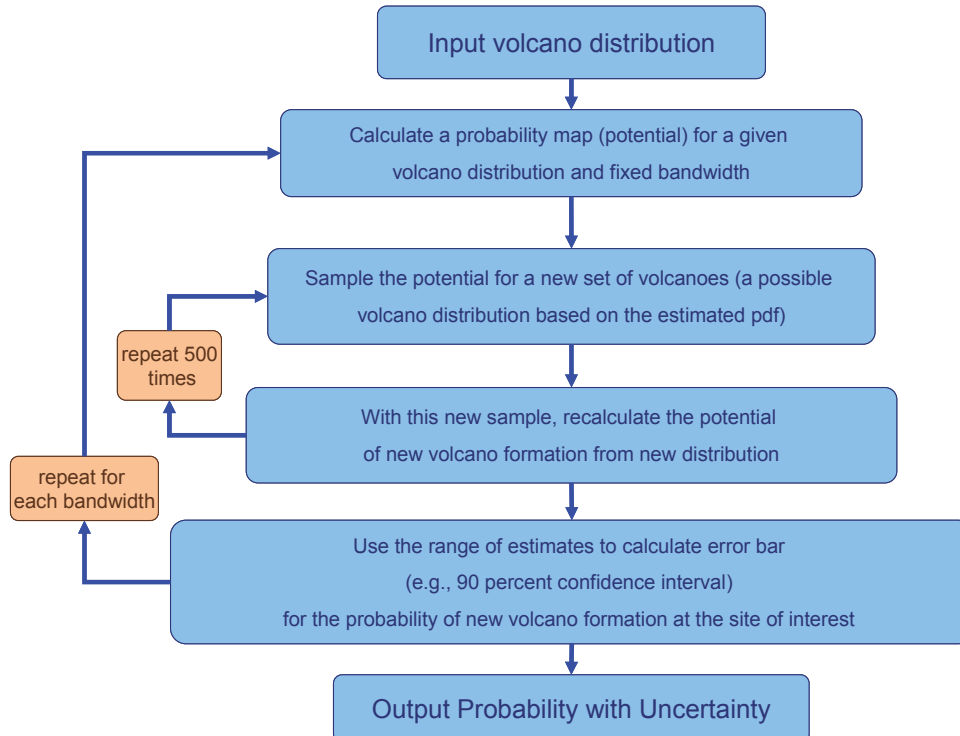 Input volcano distribution
Calculate a probability map (potential) for a given
volcano distribution and fixed bandwidth
Sample the potential for a new set of volcanoes (a possible
volcano distribution based on the estimated pdf)
repeat 500
times
With this new sample, recalculate the potential
of new volcano formation from new distribution
repeat for
each bandwidth
Use the range of estimates to calculate error bar
(e.g., 90 percent confidence interval)
for the probability of new volcano formation at the site of interest
Output Probability with Uncertainty